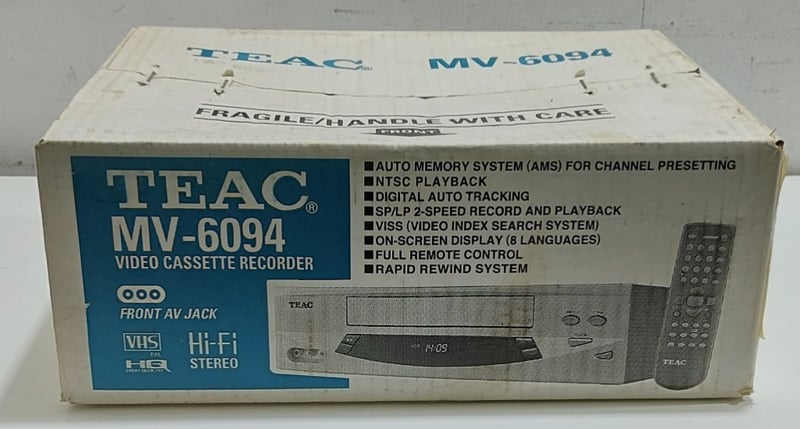 TEAC® MV-6094
FRAGILE/HANDLE WITH CARE
FRONT
TEAC®
MV-6094
VIDEO CASSETTE RECORDER
FRONT AV JACK
VHS
PAL
HQ
HIGH QUALITY
Hi-Fi
STEREO
■AUTO MEMORY SYSTEM (AMS) FOR CHANNEL PRESETTING
■NTSC PLAYBACK
■DIGITAL AUTO TRACKING
■SP/LP 2-SPEED RECORD AND PLAYBACK
■VISS (VIDEO INDEX SEARCH SYSTEM)
■ON-SCREEN DISPLAY (8 LANGUAGES)
■FULL REMOTE CONTROL
■RAPID REWIND SYSTEM
TEAC
14:09
TEAC